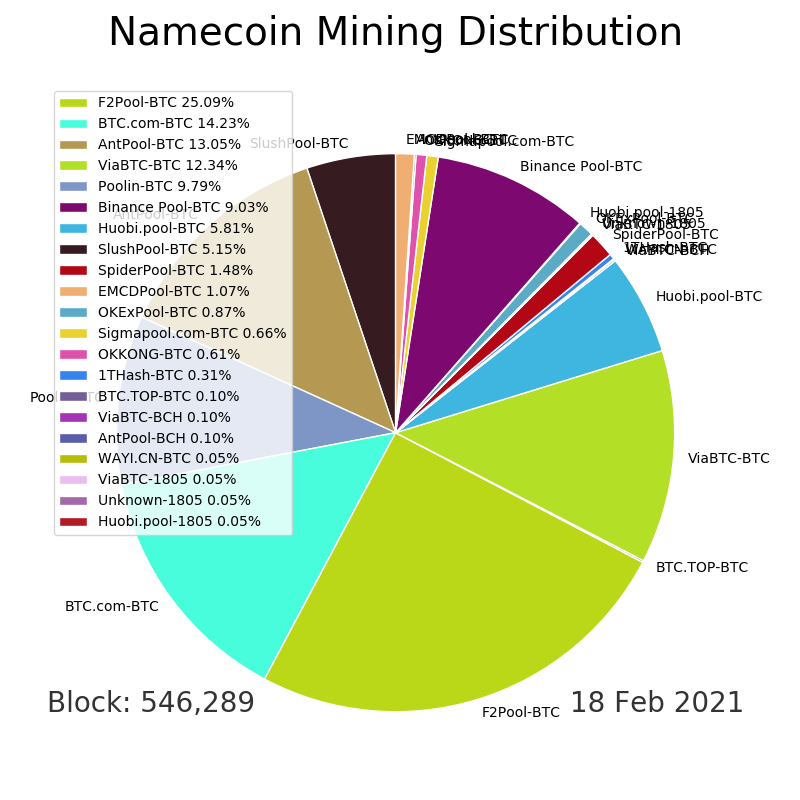 Namecoin Mining Distribution
F2Pool-BTC 25.09%
BTC.com-BTC 14.23%
AntPool-BTC 13.05%
ViaBTC-BTC 12.34%
Poolin-BTC 9.79%
Binance Pool-BTC 9.03%
Huobi.pool-BTC 5.81%
SlushPool-BTC 5.15%
SpiderPool-BTC 1.48%
EMCDPool-BTC 1.07%
OKExPool-BTC 0.87%
Sigmapool.com-BTC 0.66%
OKKONG-BTC 0.61%
1THash-BTC 0.31%
BTC.TOP-BTC 0.10%
ViaBTC-BCH 0.10%
AntPool-BCH 0.10%
WAYI.CN-BTC 0.05%
ViaBTC-1805 0.05%
Unknown-1805 0.05%
Huobi.pool-1805 0.05%
SlushPool-BTC
Sigmapool.com-BTC
Binance Pool-BTC
AntPool-BTC
Huobi.pool-1805
SpiderPool-BTC
Huobi.pool-BTC
ViaBTC-BTC
BTC.TOP-BTC
BTC.com-BTC
F2Pool-BTC
Block: 546,289
18 Feb 2021